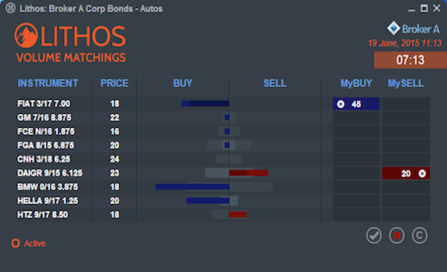 Lithos: Broker A Corp Bonds - Autos
LITHOS
VOLUME MATCHINGS
Broker A
19 June, 2015 11:13
07:13
INSTRUMENT PRICE BUY SELL MyBUY MySELL
FIAT 3/17 7.00 18 45
GM 7/16 8.875 22
FCE N/16 1.875 16
FGA 8/15 6.875 20
CNH 3/18 6.25 24
DAIGR 9/15 6.125 23 20
BMW 0/16 3.875 18
HELLA 9/17 1.25 20
HTZ 9/17 8.50 18
Active
C